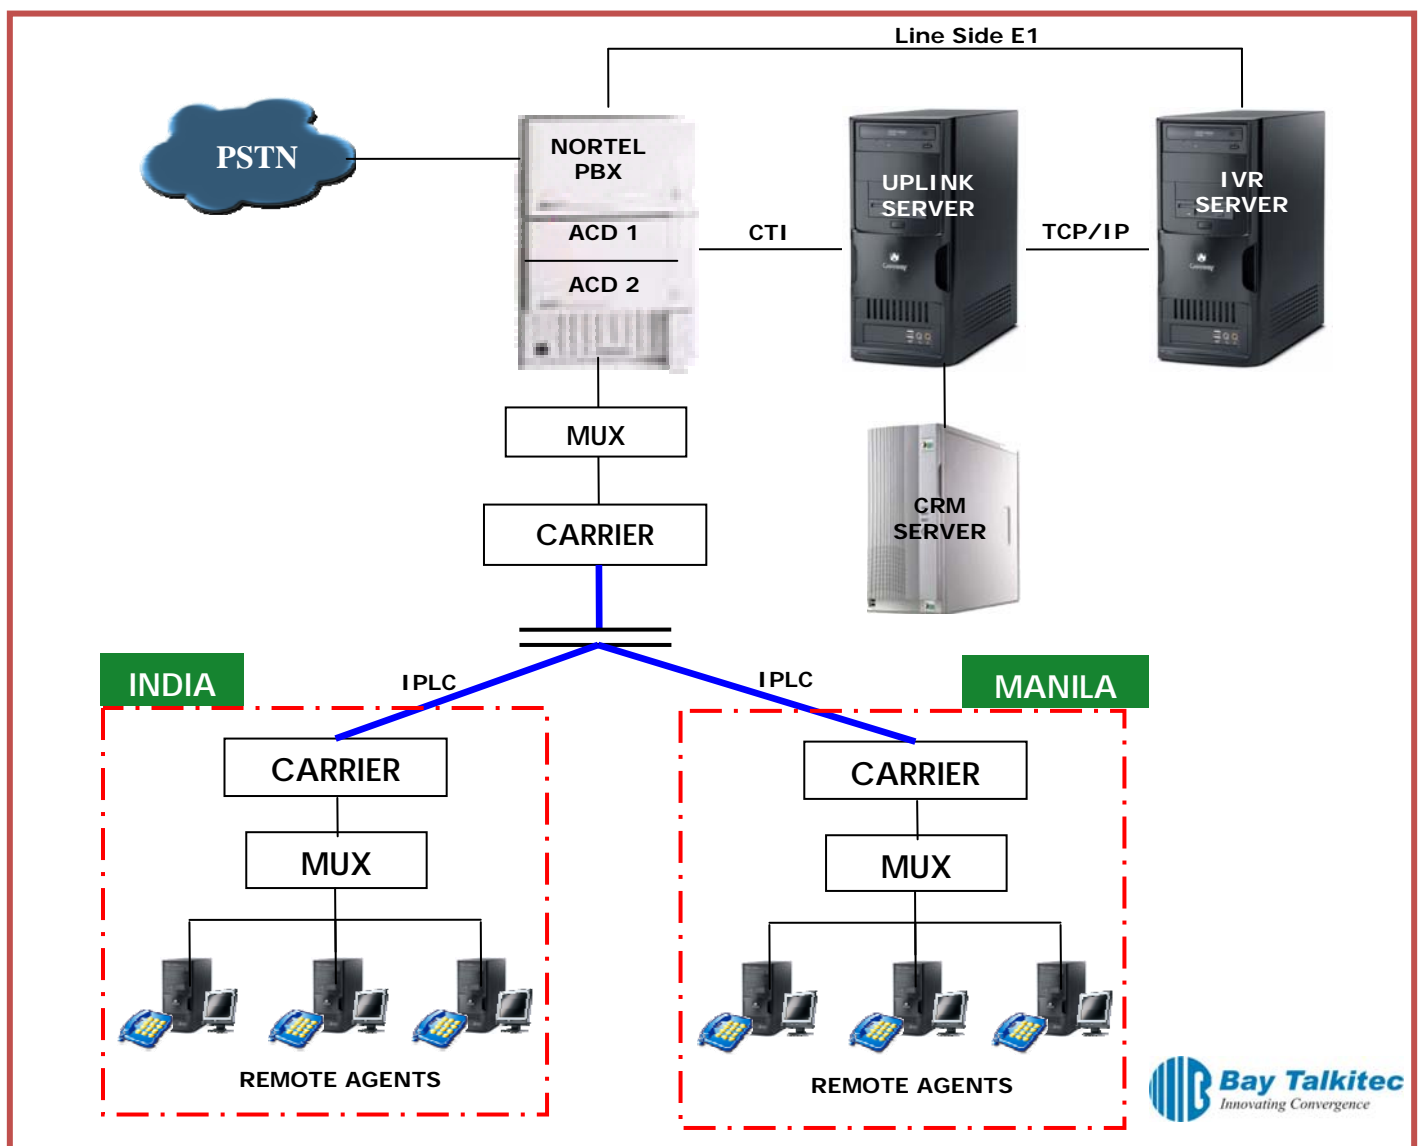 Line Side E1
PSTN
NORTEL
PBX
ACD 1
ACD 2
CTI
UPLINK
SERVER
TCP/IP
IVR
SERVER
MUX
CARRIER
CRM
SERVER
INDIA
IPLC
IPLC
MANILA
CARRIER
MUX
REMOTE AGENTS
CARRIER
MUX
REMOTE AGENTS
Bay Talkitec
Innovating Convergence